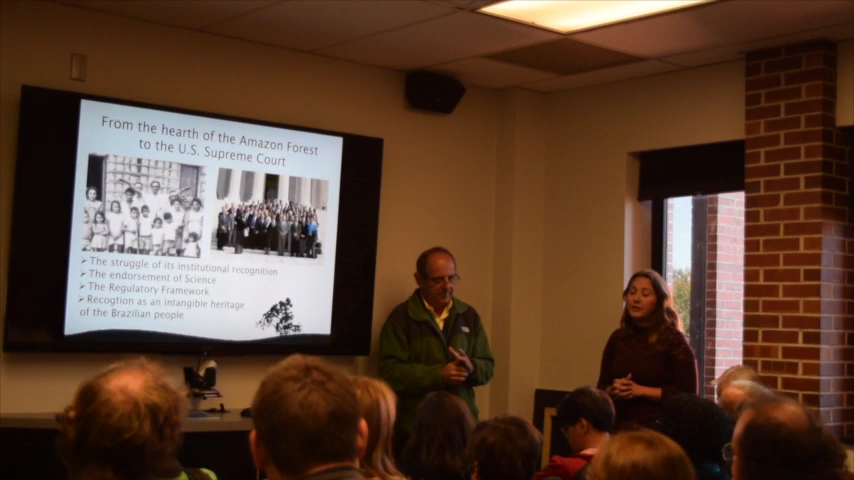 From the hearth of the Amazon Forest
to the U.S. Supreme Court
➢ The struggle of its institutional recognition
➢ The endorsement of Science
➢ The Regulatory Framework
➢ Recogtion as an intangible heritage
of the Brazilian people